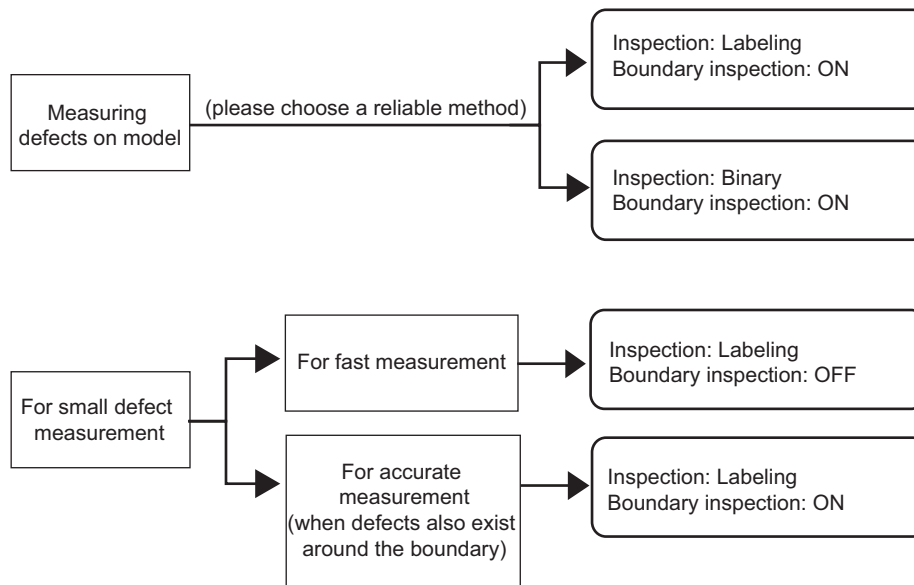 Measuring
defects on model
(please choose a reliable method)
Inspection: Labeling
Boundary inspection: ON
Inspection: Binary
Boundary inspection: ON
For small defect
measurement
For fast measurement
Inspection: Labeling
Boundary inspection: OFF
For accurate
measurement
(when defects also exist
around the boundary)
Inspection: Labeling
Boundary inspection: ON